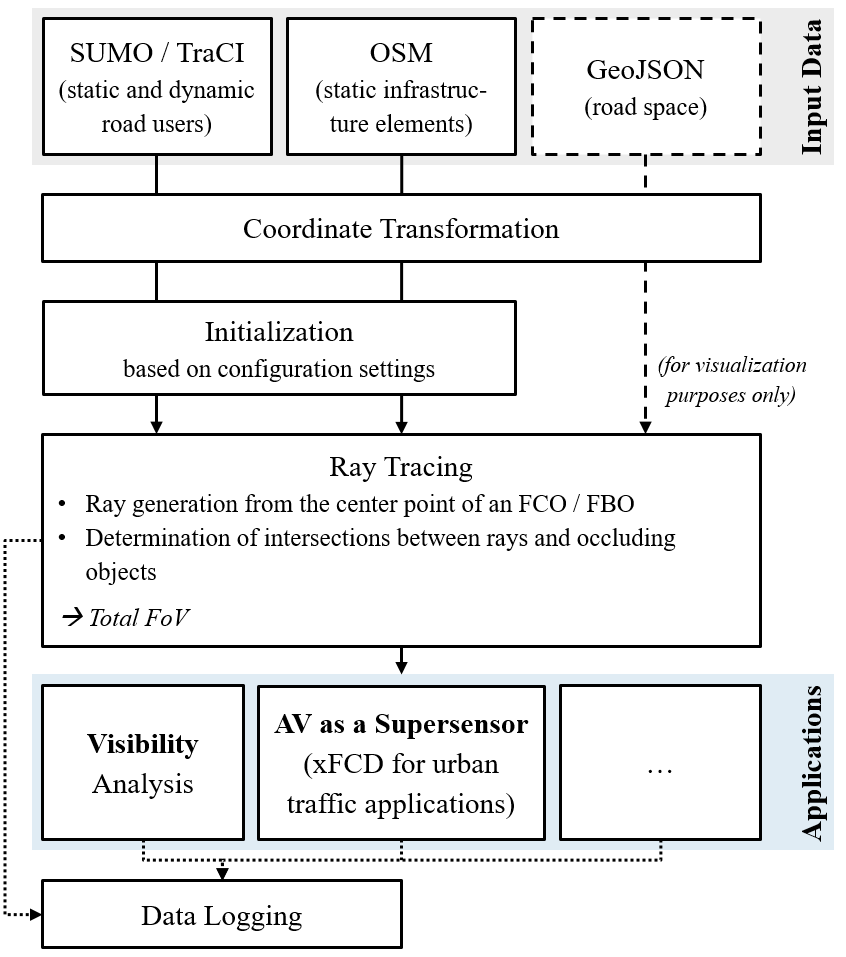 SUMO / TraCI
(static and dynamic
road users)
OSM
(static infrastruc-
ture elements)
GeoJSON
(road space)
Input Data
Coordinate Transformation
Initialization
based on configuration settings
(for visualization
purposes only)
Ray Tracing
• Ray generation from the center point of an FCO / FBO
• Determination of intersections between rays and occluding
objects
→ Total FoV
Visibility
Analysis
AV as a Supersensor
(xFCD for urban
traffic applications)
…
Applications
Data Logging